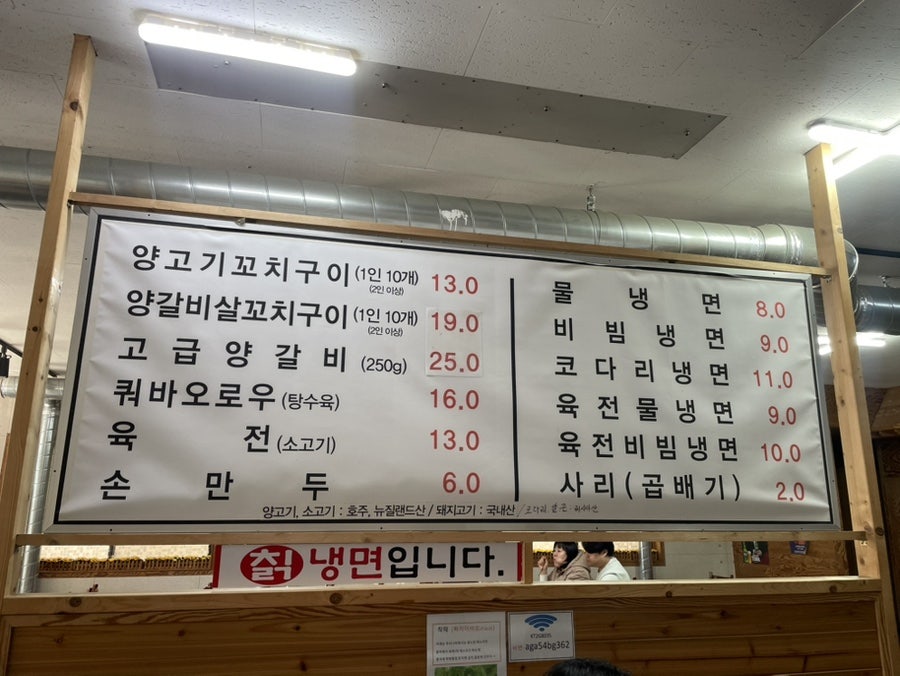 양고기꼬치구이 (1인 10개) (2인 이상) 13.0
양갈비살꼬치구이 (1인 10개) (2인 이상) 19.0
고급양갈비 (250g) 25.0
쿼바오로우 (탕수육) 16.0
육전 (소고기) 13.0
손만두 6.0
물냉면 8.0
비빔냉면 9.0
코다리냉면 11.0
육전물냉면 9.0
육전비빔냉면 10.0
사리(곱배기) 2.0
양고기, 소고기 : 호주, 뉴질랜드산 / 돼지고기 : 국내산 /
칡냉면입니다.
aga54bg362